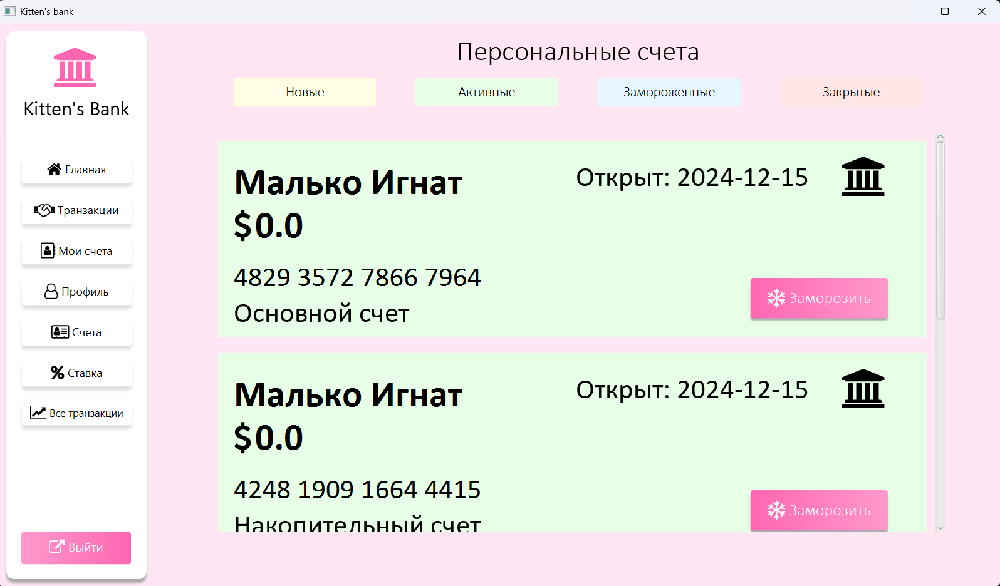 Kitten's bank
Kitten's Bank
Главная
Транзакции
Мои счета
Профиль
Счета
Ставка
Все транзакции
Выйти
Персональные счета
Новые
Активные
Замороженные
Закрытые
Малько Игнат
Открыт: 2024-12-15
$0.0
4829 3572 7866 7964
Основной счет
Заморозить
Малько Игнат
Открыт: 2024-12-15
$0.0
4248 1909 1664 4415
Накопительный счет
Заморозить